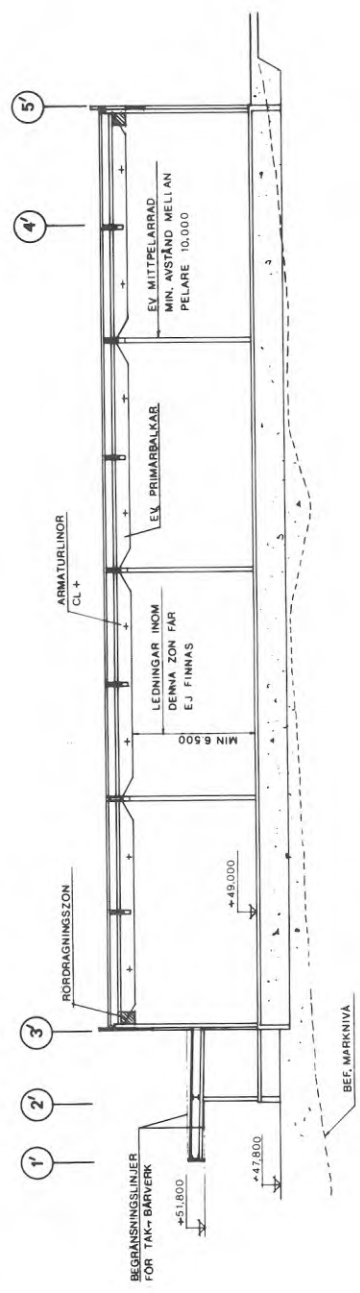 1'
2'
3'
4'
5'
BEGRÄNSNINGSLINJER
FÖR TAK BÄRVERK
RÖRDRAGNINGSZON
ARMATURLINOR
CL +
EV PRIMÄRBALKAR
EV MITTPELARRAD
MIN. AVSTÅND MELLAN
PELARE 10,000
LEDNINGAR INOM
DENNA ZON FÅR
EJ FINNAS
MIN 6.500
+51,800
+47,800
+49,000
BEF. MARKNIVÅ